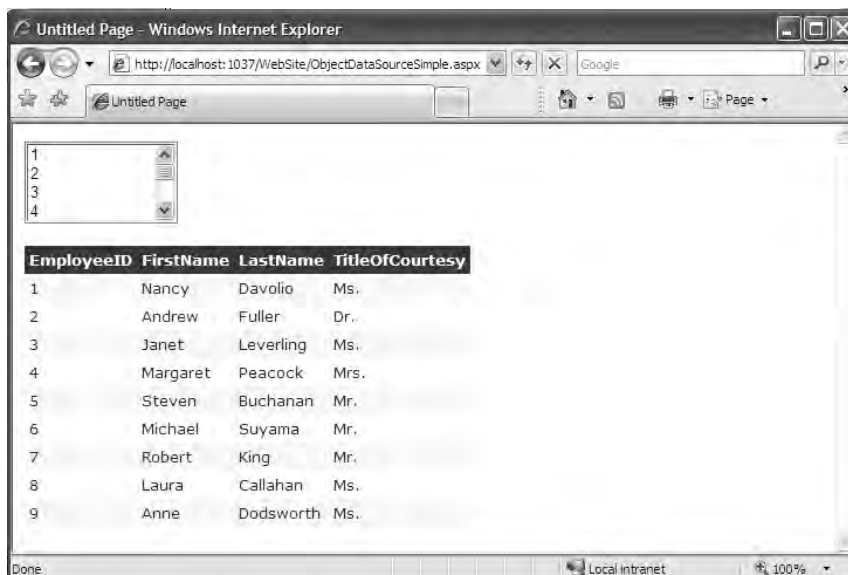 Untitled Page - Windows Internet Explorer
http://localhost:1037/WebSite/ObjectDataSourceSimple.aspx Google
Untitled Page Page
1
2
3
4
EmployeeID FirstName LastName TitleOfCourtesy
1 Nancy Davolio Ms.
2 Andrew Fuller Dr.
3 Janet Leverling Ms.
4 Margaret Peacock Mrs.
5 Steven Buchanan Mr.
6 Michael Suyama Mr.
7 Robert King Mr.
8 Laura Callahan Ms.
9 Anne Dodsworth Ms.
Done Local intranet 100%